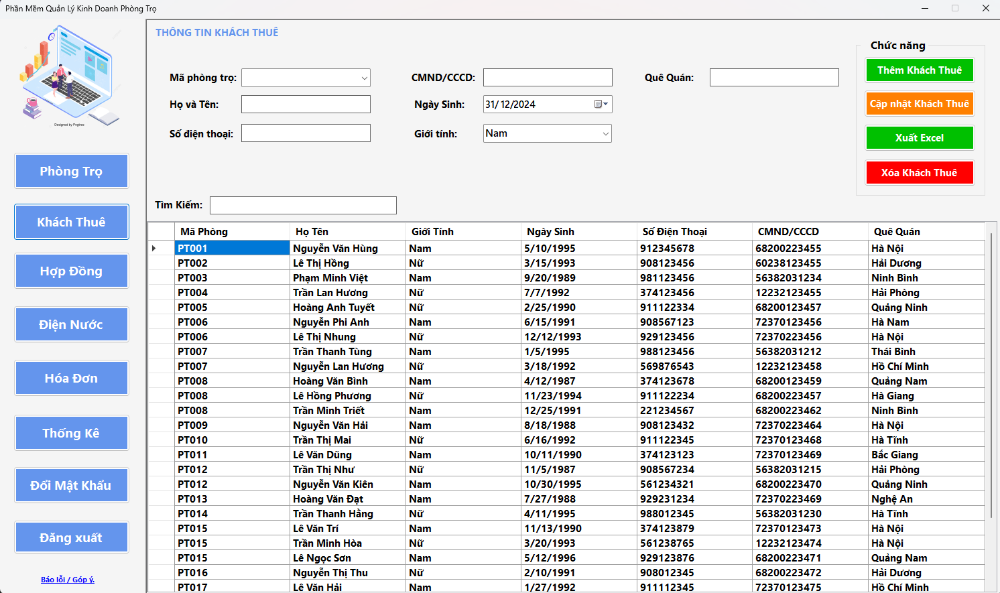 Phần Mềm Quản Lý Kinh Doanh Phòng Trọ
Designed by Pngtree
Phòng Trọ
Khách Thuê
Hợp Đồng
Điện Nước
Hóa Đơn
Thống Kê
Đổi Mật Khẩu
Đăng xuất
Báo lỗi / Góp ý.
THÔNG TIN KHÁCH THUÊ
Mã phòng trọ: CMND/CCCD: Quê Quán:
Họ và Tên: Ngày Sinh: 31/12/2024
Số điện thoại: Giới tính: Nam
Chức năng
Thêm Khách Thuê
Cập nhật Khách Thuê
Xuất Excel
Xóa Khách Thuê
Tìm Kiếm:
Mã Phòng Họ Tên Giới Tính Ngày Sinh Số Điện Thoại CMND/CCCD Quê Quán
PT001 Nguyễn Văn Hùng Nam 5/10/1995 912345678 68200223455 Hà Nội
PT002 Lê Thị Hồng Nữ 3/15/1993 908123456 60238123455 Hải Dương
PT003 Phạm Minh Việt Nam 9/20/1989 981123456 56382031234 Ninh Bình
PT004 Trần Lan Hương Nữ 7/7/1992 374123456 12232123455 Hải Phòng
PT005 Hoàng Anh Tuyết Nữ 2/25/1990 911122334 68200123457 Quảng Ninh
PT006 Nguyễn Phi Anh Nam 6/15/1991 908567123 72370123456 Hà Nam
PT006 Lê Thị Nhung Nữ 12/12/1993 929123456 72370223456 Hà Nội
PT007 Trần Thanh Tùng Nam 1/5/1995 988123456 56382031212 Thái Bình
PT007 Nguyễn Lan Hương Nữ 3/18/1992 569876543 12232123458 Hồ Chí Minh
PT008 Hoàng Văn Bình Nam 4/12/1987 374123678 68200123459 Quảng Nam
PT008 Lê Hồng Phương Nữ 11/23/1994 911122234 68200223457 Hà Giang
PT008 Trần Minh Triết Nam 12/25/1991 221234567 68200223462 Ninh Bình
PT009 Nguyễn Văn Hải Nam 8/18/1988 908123432 72370223464 Hà Nội
PT010 Trần Thị Mai Nữ 6/16/1992 911122345 72370123468 Hà Tĩnh
PT011 Lê Văn Dũng Nam 10/11/1990 374123123 72370123469 Bắc Giang
PT012 Trần Thị Như Nữ 11/5/1987 908567234 56382031215 Hải Phòng
PT012 Nguyễn Văn Kiên Nam 10/30/1995 561234321 68200223470 Quảng Ninh
PT013 Hoàng Văn Đạt Nam 7/27/1988 929231234 72370223469 Nghệ An
PT014 Trần Thanh Hằng Nữ 4/11/1995 988012345 56382031230 Hà Tĩnh
PT015 Lê Văn Trí Nam 11/13/1990 374123879 72370123473 Hà Nội
PT015 Trần Minh Hòa Nữ 3/20/1993 561238765 12232123474 Hà Nội
PT015 Lê Ngọc Sơn Nam 5/12/1996 929123876 68200223471 Quảng Nam
PT016 Nguyễn Thị Thu Nữ 2/10/1991 908012345 68200223472 Hải Dương
PT017 Lê Văn Hải Nam 1/27/1992 911112345 72370123475 Hồ Chí Minh